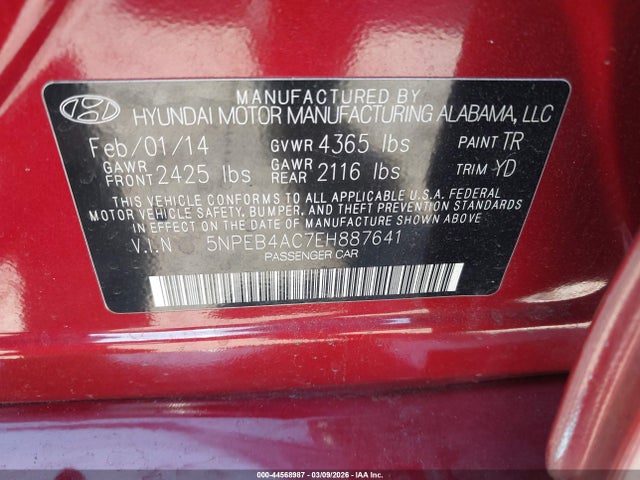 MANUFACTURED BY
HYUNDAI MOTOR MANUFACTURING ALABAMA, LLC
Feb/01/14 GVWR 4365 lbs PAINT TR
GAWR FRONT 2425 lbs GAWR REAR 2116 lbs TRIM YD
THIS VEHICLE CONFORMS TO ALL APPLICABLE U.S.A. FEDERAL
MOTOR VEHICLE SAFETY, BUMPER, AND THEFT PREVENTION STANDARDS
IN EFFECT ON THE DATE OF MANUFACTURE SHOWN ABOVE.
V.I.N 5NPEB4AC7EH887641
PASSENGER CAR
000-44568987 | 03/09/2026 | IAA Inc.